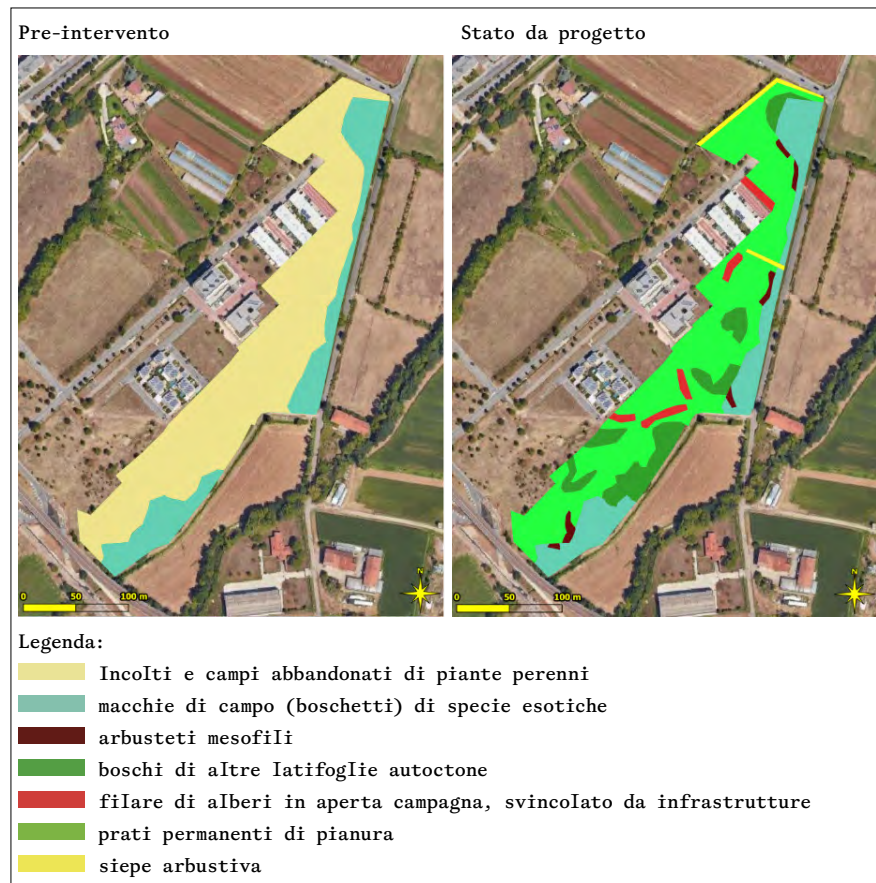 Pre-intervento
Stato da progetto
0 50 100 m
N
0 50 100 m
N
Legenda:
Incolti e campi abbandonati di piante perenni
macchie di campo (boschetti) di specie esotiche
arbusteti mesofili
boschi di altre latifoglie autoctone
filare di alberi in aperta campagna, svincolato da infrastrutture
prati permanenti di pianura
siepe arbustiva